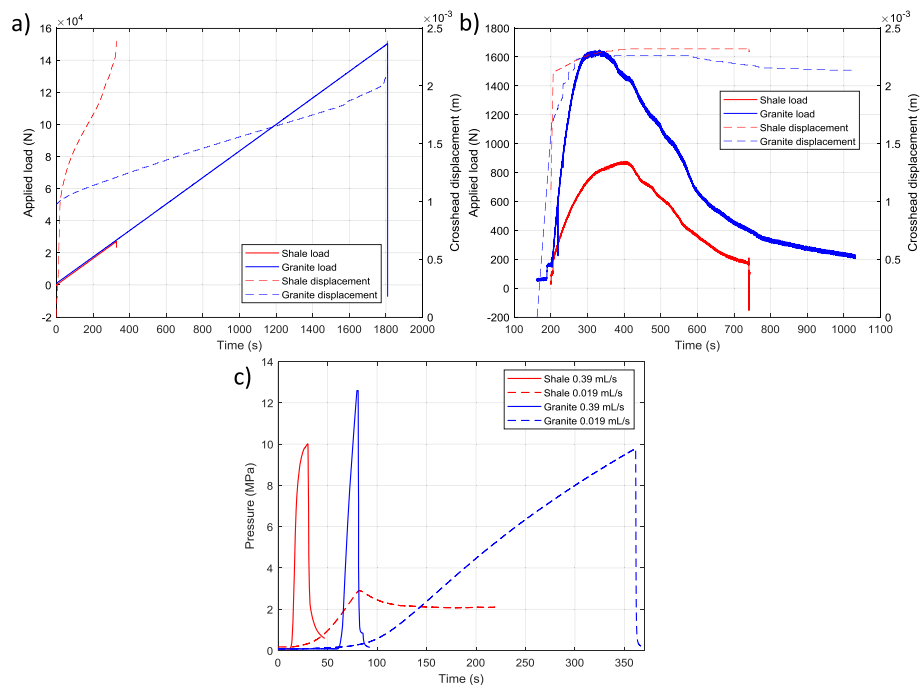 a)
×10⁴
×10⁻³
16
14
12
10
8
6
4
2
0
-2
Applied load (N)
2.5
2
1.5
1
0.5
0
Crosshead displacement (m)
Shale load
Granite load
Shale displacement
Granite displacement
0 200 400 600 800 1000 1200 1400 1600 1800 2000
Time (s)
b)
×10⁻³
1800
1600
1400
1200
1000
800
600
400
200
0
-200
Applied load (N)
2.5
2
1.5
1
0.5
0
Crosshead displacement (m)
Shale load
Granite load
Shale displacement
Granite displacement
100 200 300 400 500 600 700 800 900 1000 1100
Time (s)
c)
14
12
10
8
6
4
2
0
Pressure (MPa)
Shale 0.39 mL/s
Shale 0.019 mL/s
Granite 0.39 mL/s
Granite 0.019 mL/s
0 50 100 150 200 250 300 350
Time (s)